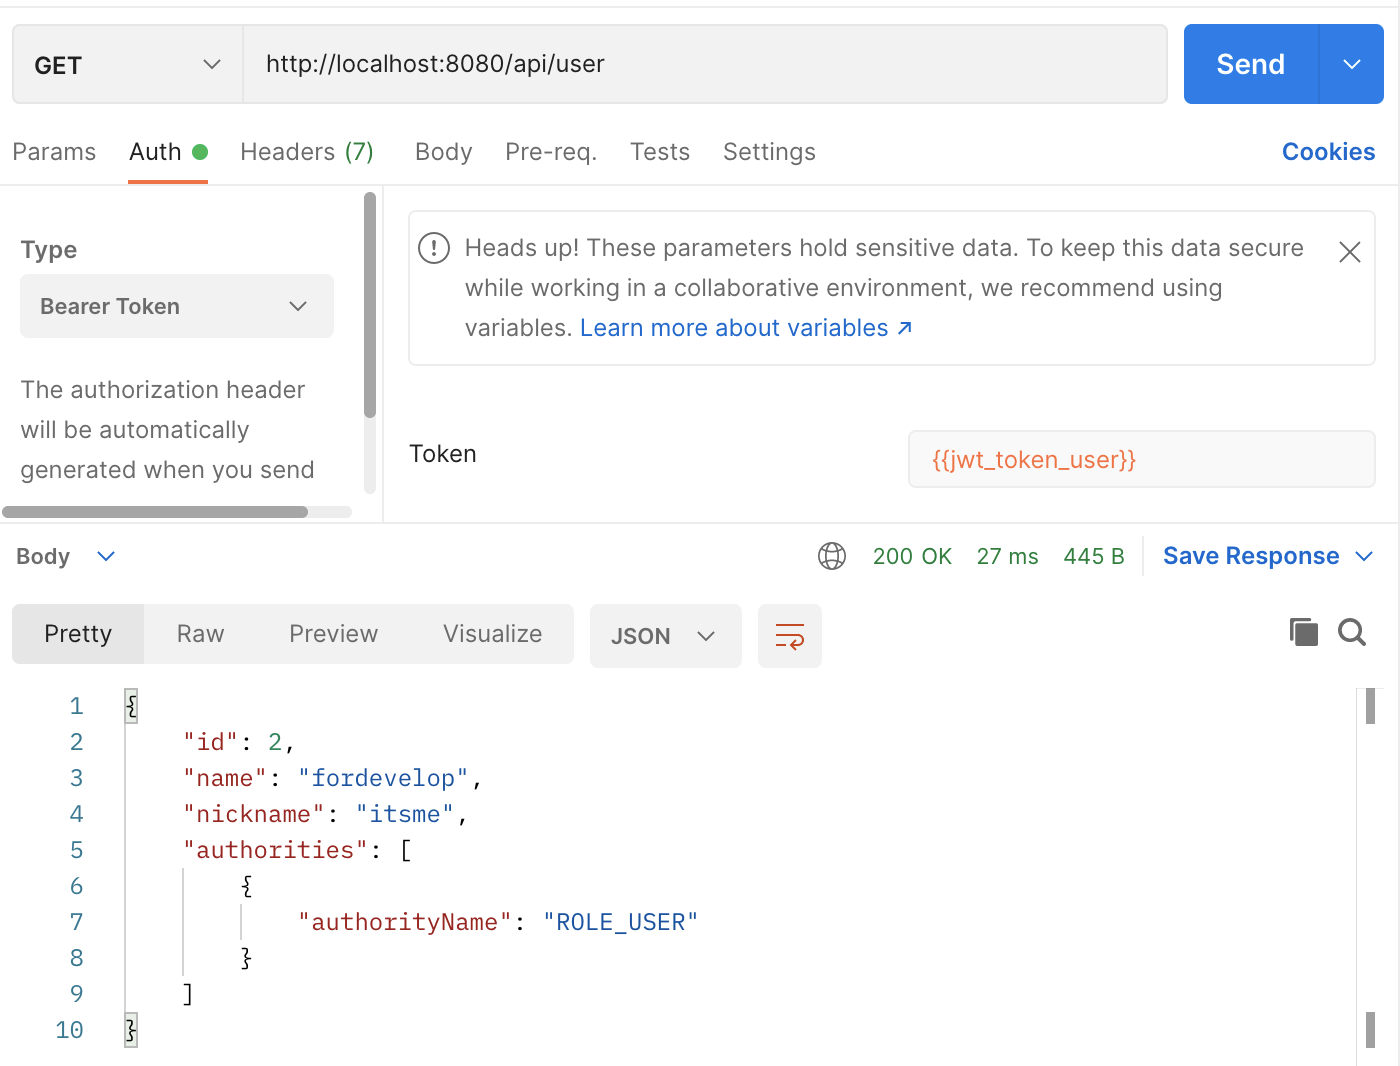 GET http://localhost:8080/api/user Send
Params Auth Headers (7) Body Pre-req. Tests Settings Cookies
Type
Bearer Token
The authorization header
will be automatically
generated when you send
Heads up! These parameters hold sensitive data. To keep this data secure
while working in a collaborative environment, we recommend using
variables. Learn more about variables ↗
Token {{jwt_token_user}}
Body 200 OK 27 ms 445 B Save Response
Pretty Raw Preview Visualize JSON
1 {
2 "id": 2,
3 "name": "fordevelop",
4 "nickname": "itsme",
5 "authorities": [
6 {
7 "authorityName": "ROLE_USER"
8 }
9 ]
10 }